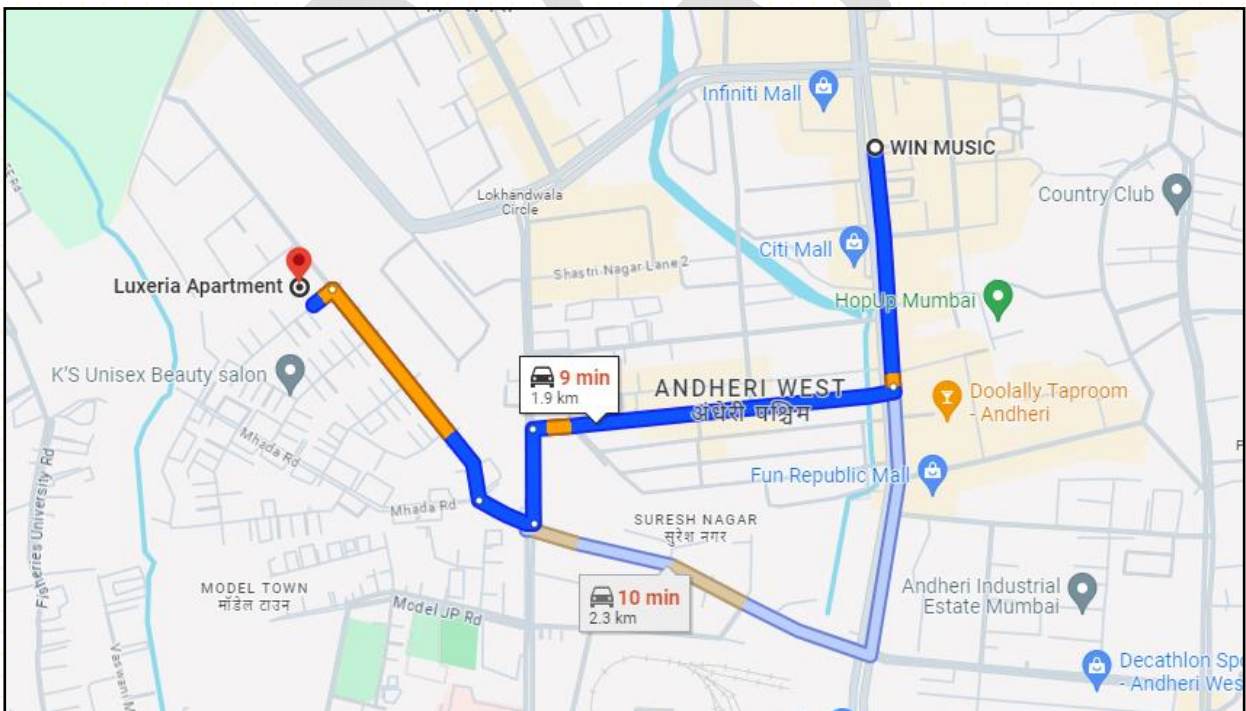 Infiniti Mall
WIN MUSIC
Lokhandwala
Circle
Country Club
Citi Mall
Shastri Nagar Lane 2
Luxeria Apartment
HopUp Mumbai
K'S Unisex Beauty salon
9 min
1.9 km
ANDHERI WEST
अंधेरी पश्चिम
Doolally Taproom
- Andheri
Mhada Rd
Fun Republic Mall
Mhada Rd
SURESH NAGAR
सुरेश नगर
Fisheries University Rd
MODEL TOWN
मॉडेल टाउन
10 min
2.3 km
Andheri Industrial
Estate Mumbai
Model JP Rd
Vaswani M
Decathlon Sp
- Andheri Wes